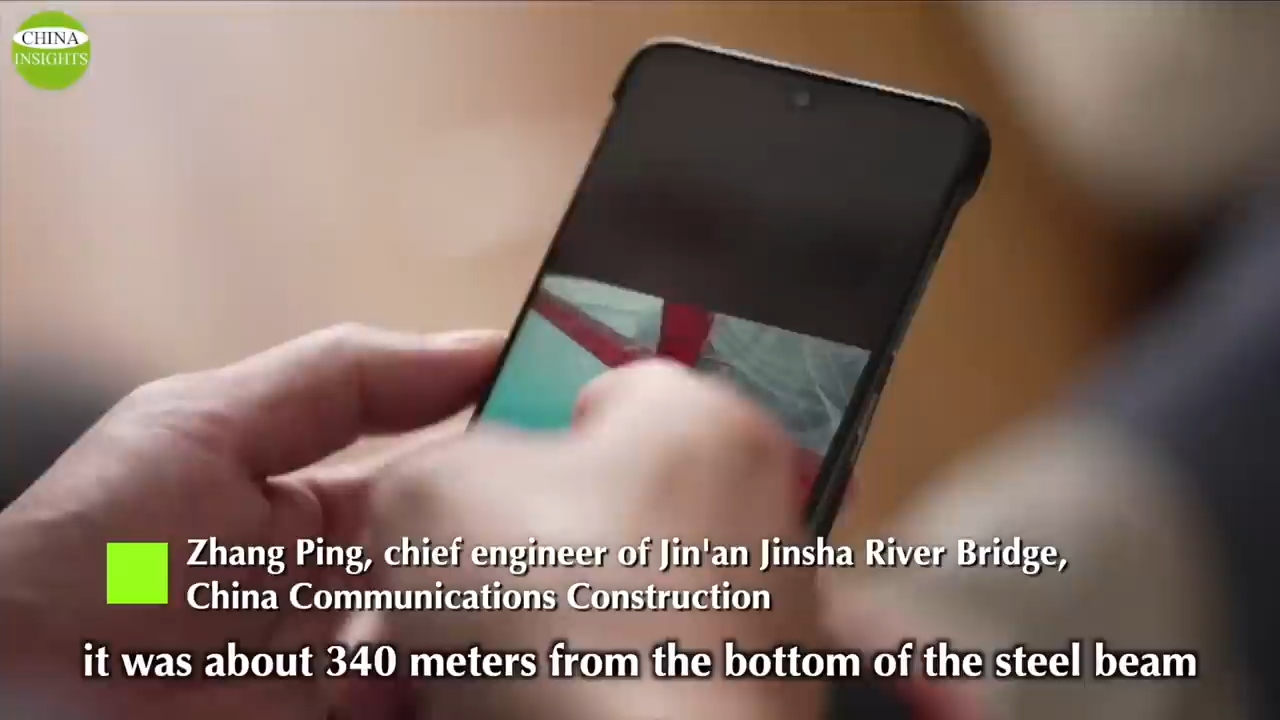 CHINA
INSIGHTS
Zhang Ping, chief engineer of Jin'an Jinsha River Bridge,
China Communications Construction
it was about 340 meters from the bottom of the steel beam